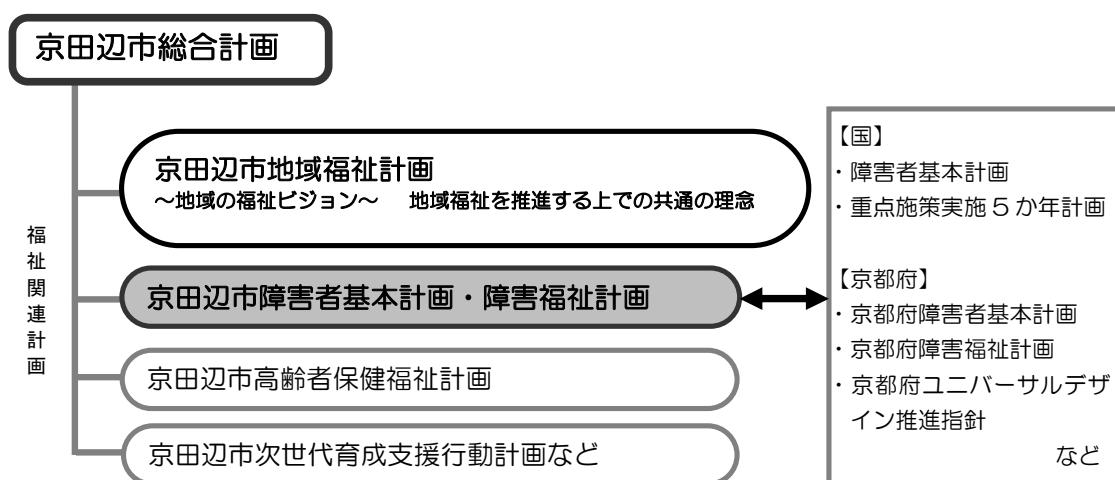 京田辺市総合計画
京田辺市地域福祉計画
～地域の福祉ビジョン～　地域福祉を推進する上での共通の理念
福祉関連計画
京田辺市障害者基本計画・障害福祉計画
京田辺市高齢者保健福祉計画
京田辺市次世代育成支援行動計画など
【国】
・障害者基本計画
・重点施策実施5か年計画
【京都府】
・京都府障害者基本計画
・京都府障害福祉計画
・京都府ユニバーサルデザ
イン推進指針
など